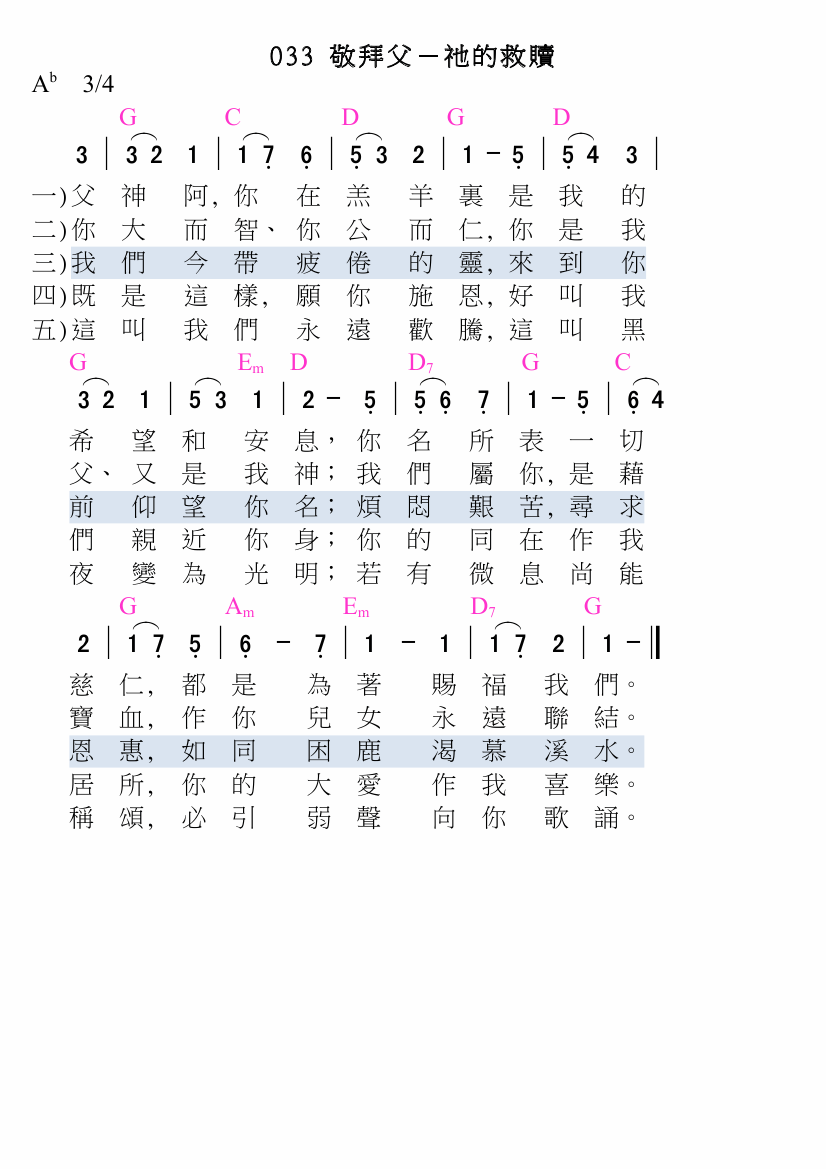 033 敬拜父－祂的救贖
Ab 3/4
G C D G D
3 | 3 2 1 | 1 7̣ 6̣ | 5̣ 3 2 | 1 - 5̣ | 5̣ 4 3 |
一)父神阿,你在羔羊裏是我的
二)你大而智、你公而仁,你是我
三)我們今帶疲倦的靈,來到你
四)既是這樣,願你施恩,好叫我
五)這叫我們永遠歡騰,這叫黑
G Em D D7 G C
3 2 1 | 5 3 1 | 2 - 5̣ | 5̣ 6̣ 7̣ | 1 - 5̣ | 6̣ 4
希望和安息，你名所表一切
父、又是我神；我們屬你,是藉
前仰望你名；煩悶艱苦,尋求
們親近你身；你的同在作我
夜變為光明；若有微息尚能
G Am Em D7 G
2 | 1 7̣ 5̣ | 6̣ - 7̣ | 1 - 1 | 1 7̣ 2 | 1 - ‖
慈仁,都是為著賜福我們。
寶血,作你兒女永遠聯結。
恩惠,如同困鹿渴慕溪水。
居所,你的大愛作我喜樂。
稱頌,必引弱聲向你歌誦。